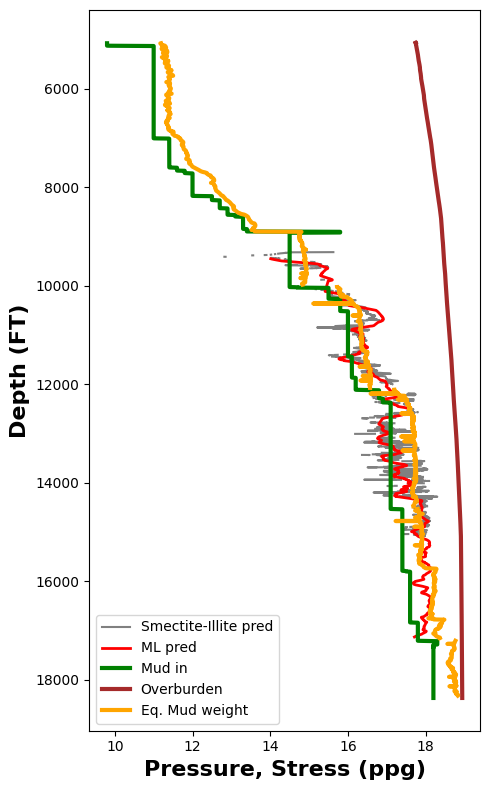 6000
8000
10000
12000
14000
16000
18000
Depth (FT)
Smectite-Illite pred
ML pred
Mud in
Overburden
Eq. Mud weight
10 12 14 16 18
Pressure, Stress (ppg)